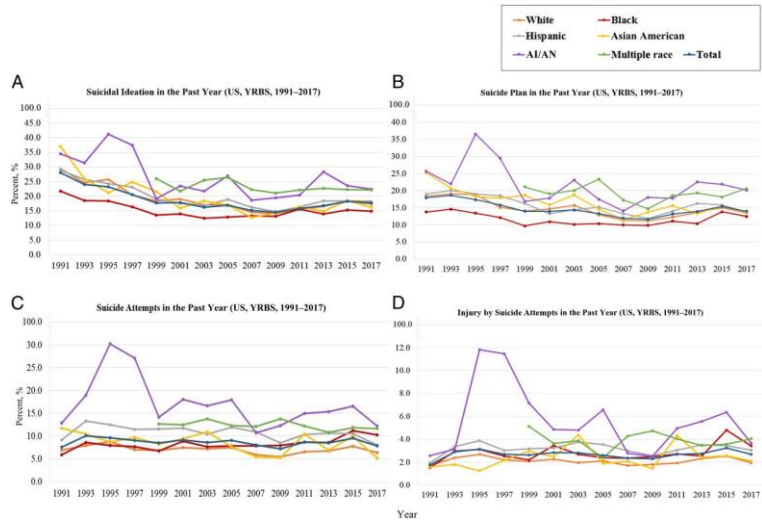 White Black
Hispanic Asian American
AI/AN Multiple race Total
A
Suicidal Ideation in the Past Year (US, YRBS, 1991–2017)
Percent, %
100.0
45.0
40.0
35.0
30.0
25.0
20.0
15.0
10.0
5.0
0.0
1991 1993 1995 1997 1999 2001 2003 2005 2007 2009 2011 2013 2015 2017
B
Suicide Plan in the Past Year (US, YRBS, 1991–2017)
100.0
40.0
35.0
30.0
25.0
20.0
15.0
10.0
5.0
0.0
1991 1993 1995 1997 1999 2001 2003 2005 2007 2009 2011 2013 2015 2017
C
Suicide Attempts in the Past Year (US, YRBS, 1991–2017)
Percent, %
100.0
30.0
25.0
20.0
15.0
10.0
5.0
0.0
1991 1993 1995 1997 1999 2001 2003 2005 2007 2009 2011 2013 2015 2017
D
Injury by Suicide Attempts in the Past Year (US, YRBS, 1991–2017)
100.0
12.0
10.0
8.0
6.0
4.0
2.0
0.0
1991 1993 1995 1997 1999 2001 2003 2005 2007 2009 2011 2013 2015 2017
Year